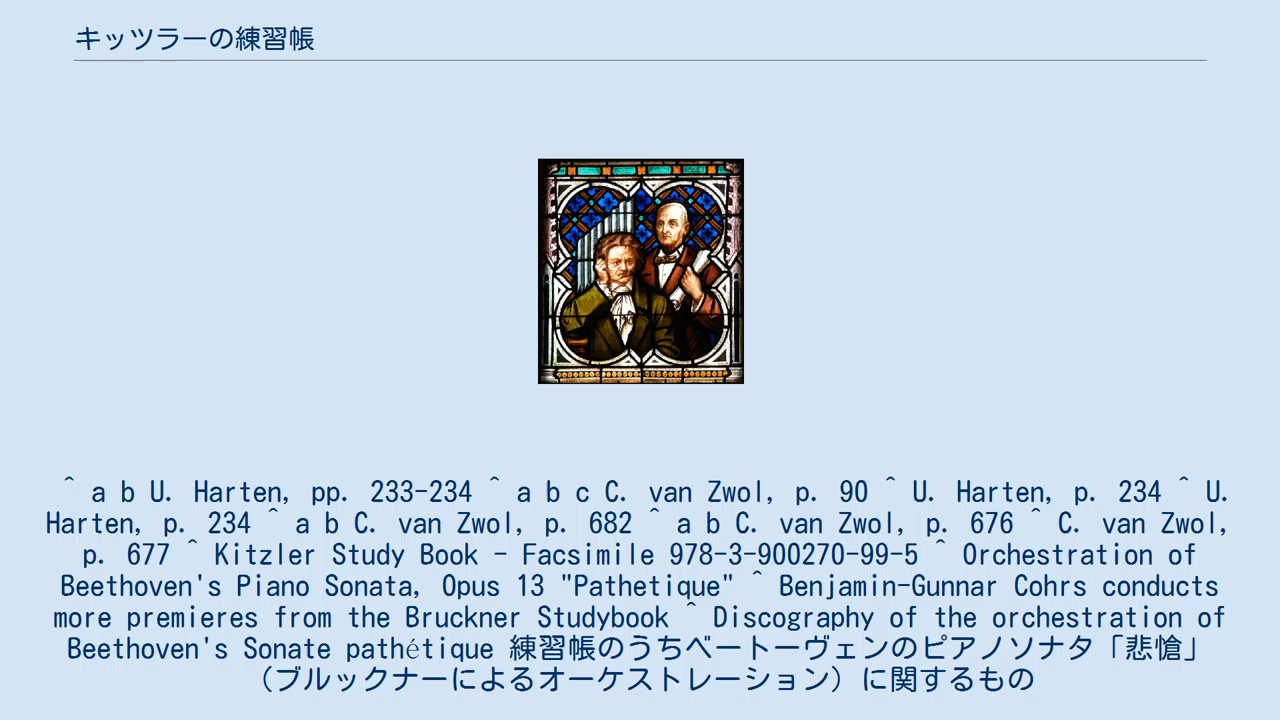 キッツラーの練習帳
^ a b U. Harten, pp. 233-234 ^ a b c C. van Zwol, p. 90 ^ U. Harten, p. 234 ^ U.
Harten, p. 234 ^ a b C. van Zwol, p. 682 ^ a b C. van Zwol, p. 676 ^ C. van Zwol,
p. 677 ^ Kitzler Study Book - Facsimile 978-3-900270-99-5 ^ Orchestration of
Beethoven's Piano Sonata, Opus 13 "Pathetique" ^ Benjamin-Gunnar Cohrs conducts
more premieres from the Bruckner Studybook ^ Discography of the orchestration of
Beethoven's Sonate pathétique 練習帳のうちベートーヴェンのピアノソナタ「悲愴」
（ブルックナーによるオーケストレーション）に関するもの